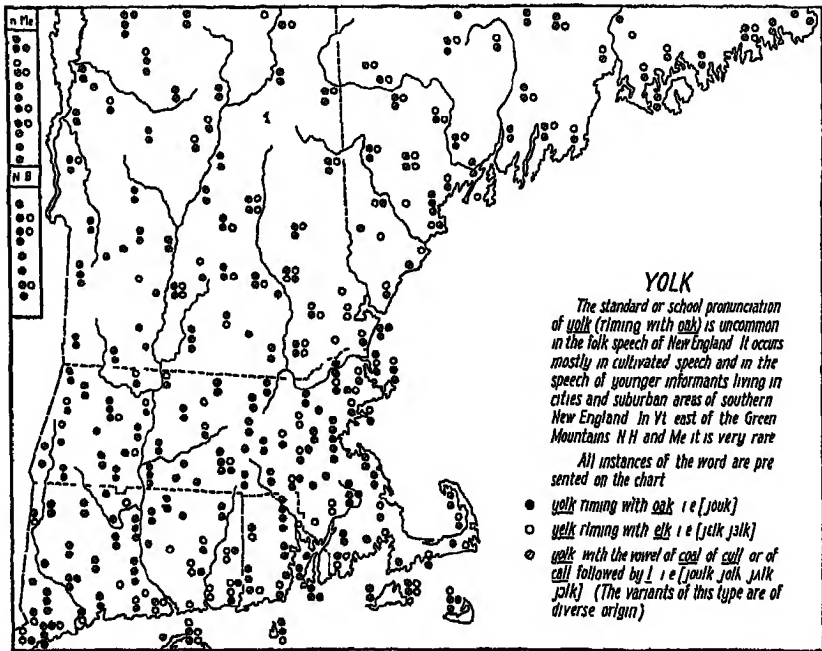 n Me
N B
YOLK
The standard or school pronunciation
of yolk (riming with oak) is uncommon
in the folk speech of New England It occurs
mostly in cultivated speech and in the
speech of younger informants living in
cities and suburban areas of southern
New England In Vt east of the Green
Mountains N H and Me it is very rare
All instances of the word are pre
sented on the chart
yolk riming with oak i e [jouk]
yelk riming with elk i e [jɛlk jɜlk]
yolk with the vowel of coal of cull or of
call followed by l i e [joulk jolk jʌlk
jɔlk] (The variants of this type are of
diverse origin)